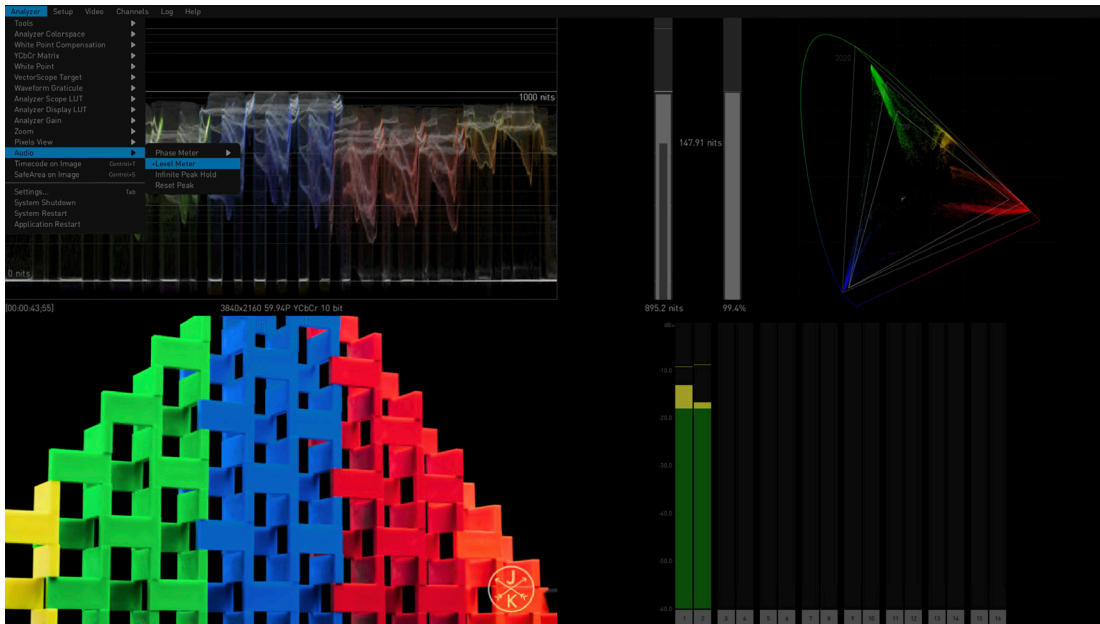 Analyzer Setup Video Channels Log Help
Tools
Analyzer Colorspace
White Point Compensation
YCbCr Matrix
White Point
VectorScope Target
Waveform Graticule
Analyzer Scope LUT
Analyzer Display LUT
Analyzer Gain
Zoom
Pixels View
Audio
Timecode on Image Control+T
SafeArea on Image Control+S
Settings... Tab
System Shutdown
System Restart
Application Restart
Phase Meter
•Level Meter
Infinite Peak Hold
Reset Peak
1000 nits
0 nits
147.91 nits
2020
[00:00:43;55] 3840x2160 59.94P YCbCr 10 bit
895.2 nits 99.4%
dB
-10.0
-20.0
-30.0
-40.0
-50.0
-60.0
1 2 3 4 5 6 7 8 9 10 11 12 13 14 15 16
J
K